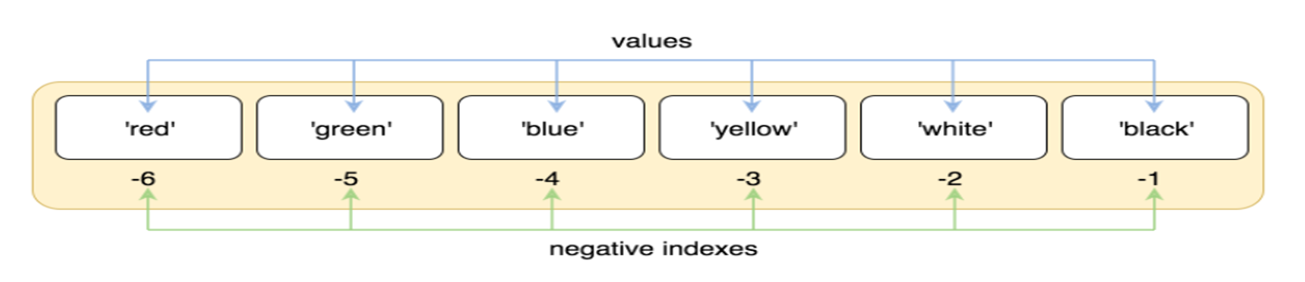 values
'red' 'green' 'blue' 'yellow' 'white' 'black'
-6 -5 -4 -3 -2 -1
negative indexes